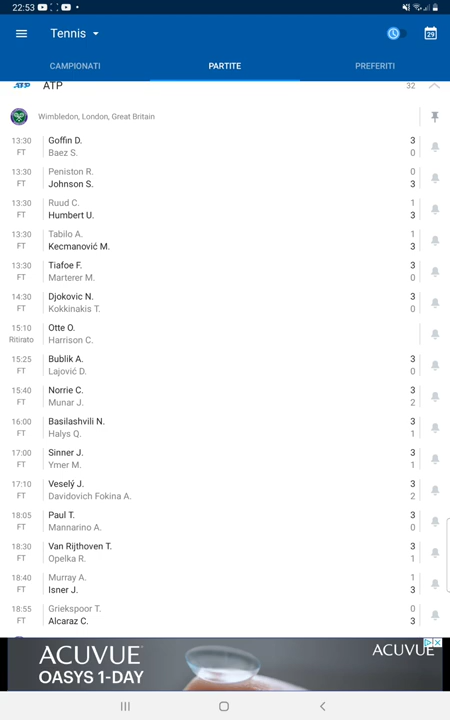 22:53
Tennis
29
CAMPIONATI
PARTITE
PREFERITI
ATP ATP 32
Wimbledon, London, Great Britain
13:30 Goffin D. 3
FT Baez S. 0
13:30 Peniston R. 0
FT Johnson S. 3
13:30 Ruud C. 1
FT Humbert U. 3
13:30 Tabilo A. 1
FT Kecmanović M. 3
13:30 Tiafoe F. 3
FT Marterer M. 0
14:30 Djokovic N. 3
FT Kokkinakis T. 0
15:10 Otte O.
Ritirato Harrison C.
15:25 Bublik A. 3
FT Lajović D. 0
15:40 Norrie C. 3
FT Munar J. 2
16:00 Basilashvili N. 3
FT Halys Q. 1
17:00 Sinner J. 3
FT Ymer M. 1
17:10 Veselý J. 3
FT Davidovich Fokina A. 2
18:05 Paul T. 3
FT Mannarino A. 0
18:30 Van Rijthoven T. 3
FT Opelka R. 1
18:40 Murray A. 1
FT Isner J. 3
18:55 Griekspoor T. 0
FT Alcaraz C. 3
ACUVUE
OASYS 1-DAY
ACUVUE